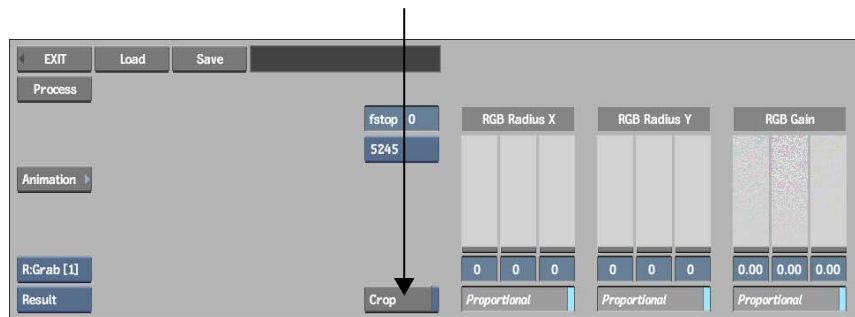 EXIT Load Save
Process
fstop 0 RGB Radius X RGB Radius Y RGB Gain
5245
Animation
R:Grab [1] 0 0 0 0 0 0 0.00 0.00 0.00
Result Crop Proportional Proportional Proportional